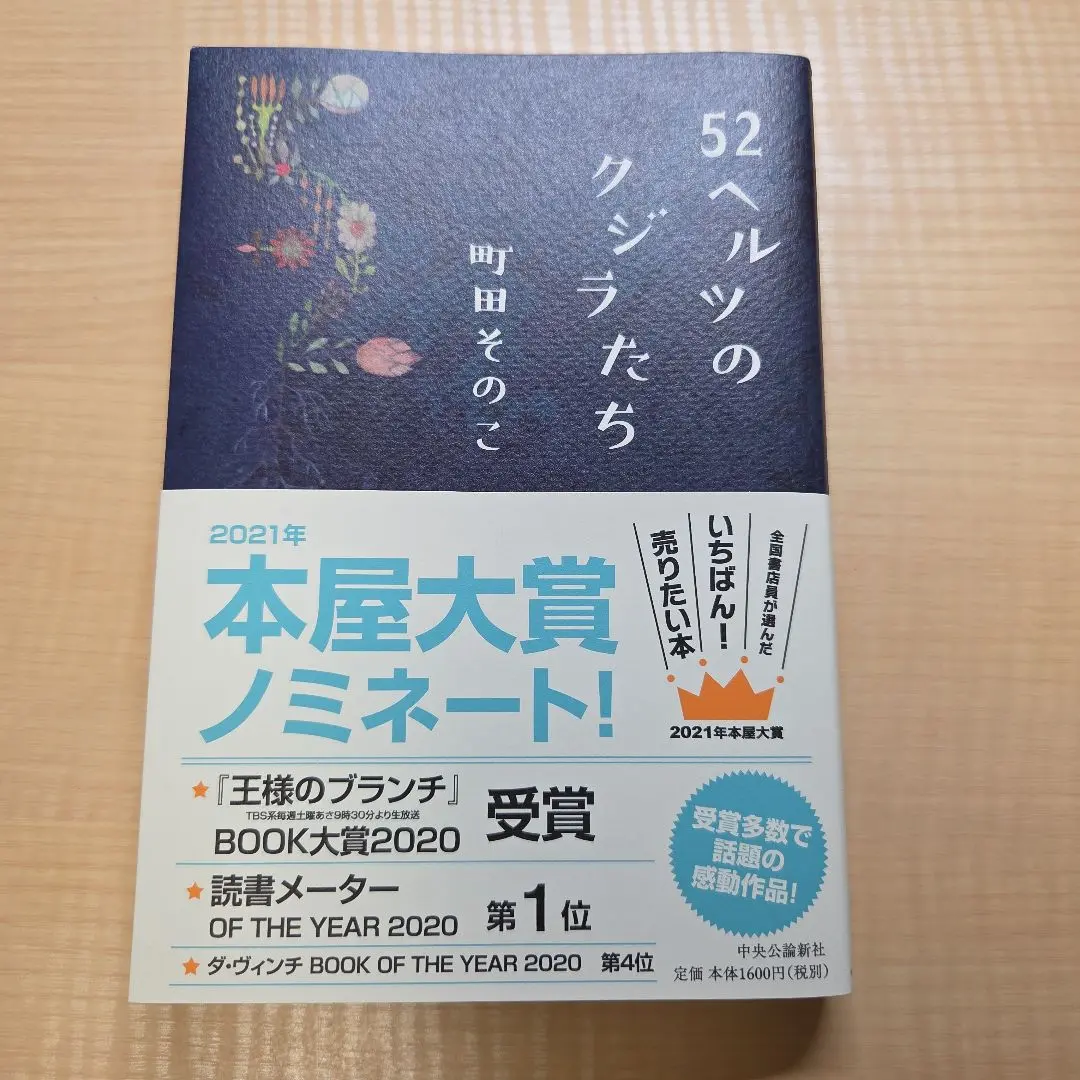 52ヘルツの
クジラたち
町田そのこ
2021年
本屋大賞
ノミネート!
全国書店員が選んだ
いちばん!
売りたい本
2021年本屋大賞
『王様のブランチ』
TBS系毎週土曜あさ9時30分より生放送
BOOK大賞2020
受賞
読書メーター
OF THE YEAR 2020
第1位
ダ・ヴィンチ BOOK OF THE YEAR 2020 第4位
受賞多数で
話題の
感動作品!
中央公論新社
定価 本体1600円(税別)